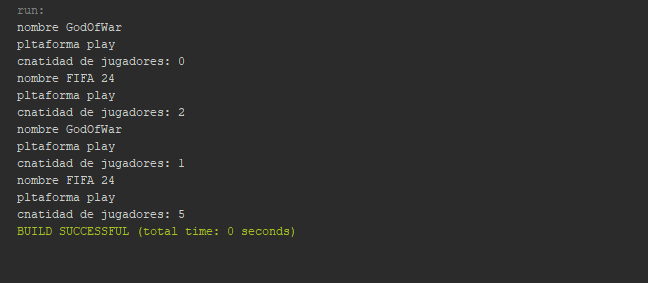 run:
nombre GodOfWar
pltaforma play
cnatidad de jugadores: 0
nombre FIFA 24
pltaforma play
cnatidad de jugadores: 2
nombre GodOfWar
pltaforma play
cnatidad de jugadores: 1
nombre FIFA 24
pltaforma play
cnatidad de jugadores: 5
BUILD SUCCESSFUL (total time: 0 seconds)